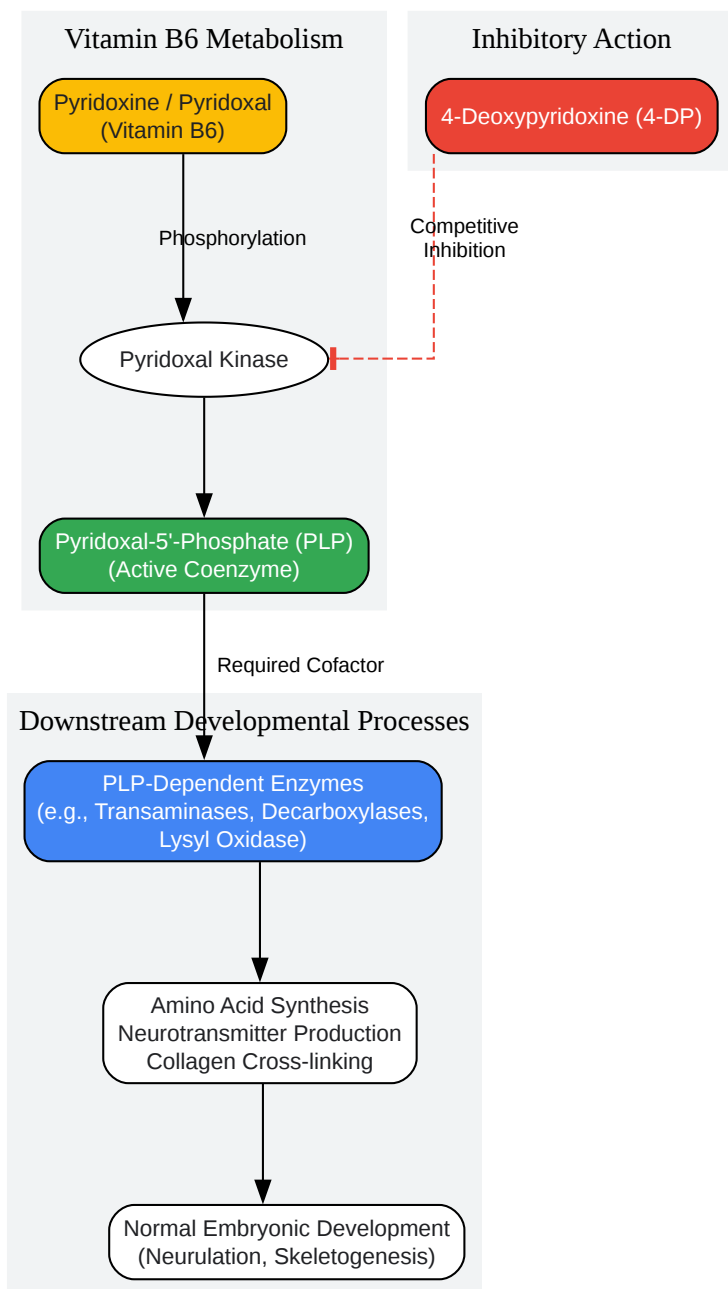 Vitamin B6 Metabolism
Inhibitory Action
Pyridoxine / Pyridoxal
(Vitamin B6)
4-Deoxypyridoxine (4-DP)
Phosphorylation
Competitive
Inhibition
Pyridoxal Kinase
Pyridoxal-5'-Phosphate (PLP)
(Active Coenzyme)
Required Cofactor
Downstream Developmental Processes
PLP-Dependent Enzymes
(e.g., Transaminases, Decarboxylases,
Lysyl Oxidase)
Amino Acid Synthesis
Neurotransmitter Production
Collagen Cross-linking
Normal Embryonic Development
(Neurulation, Skeletogenesis)